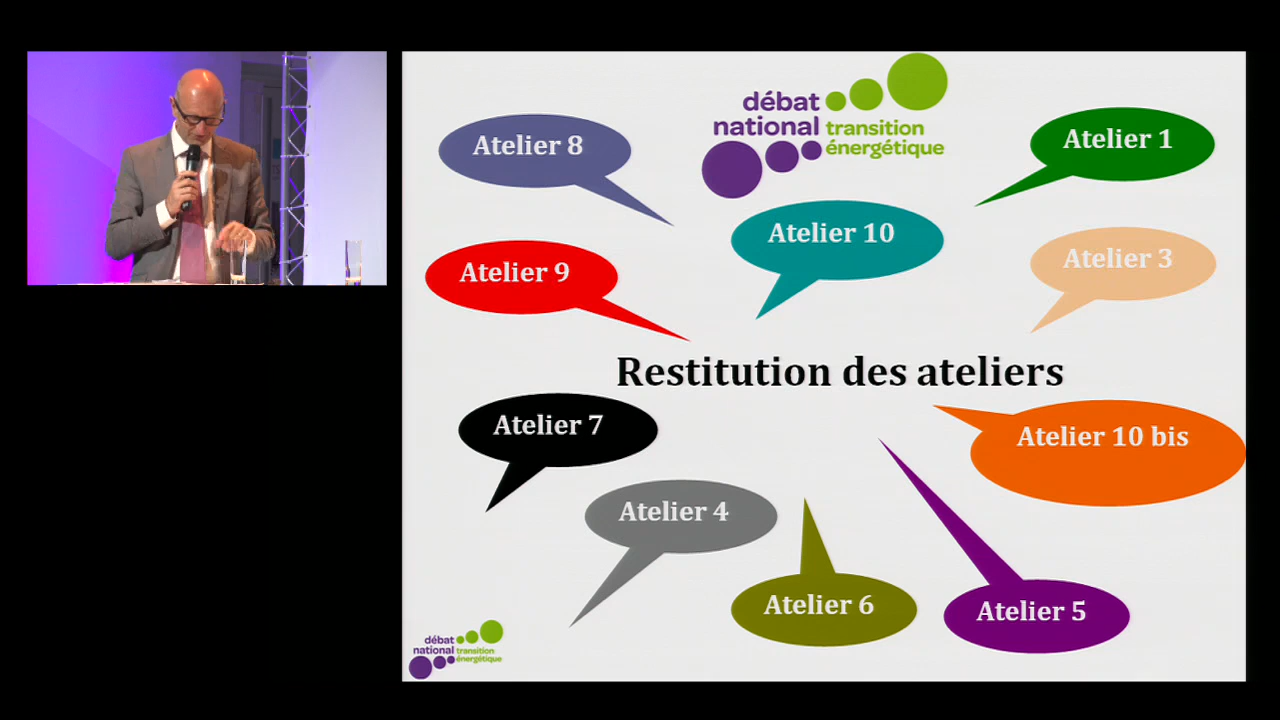 débat
national transition
énergétique
Atelier 8
Atelier 1
Atelier 10
Atelier 9
Atelier 3
Restitution des ateliers
Atelier 7
Atelier 10 bis
Atelier 4
Atelier 6
Atelier 5
débat
national transition
énergétique